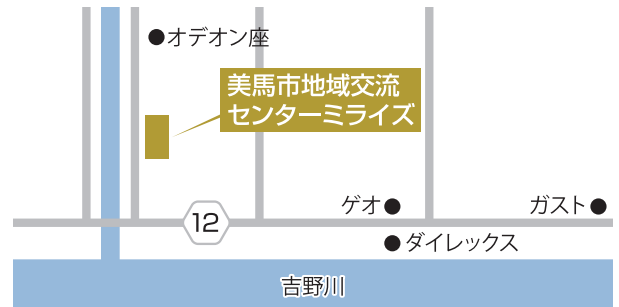 オデオン座
美馬市地域交流
センターミライズ
ゲオ
ガスト
12
ダイレックス
吉野川